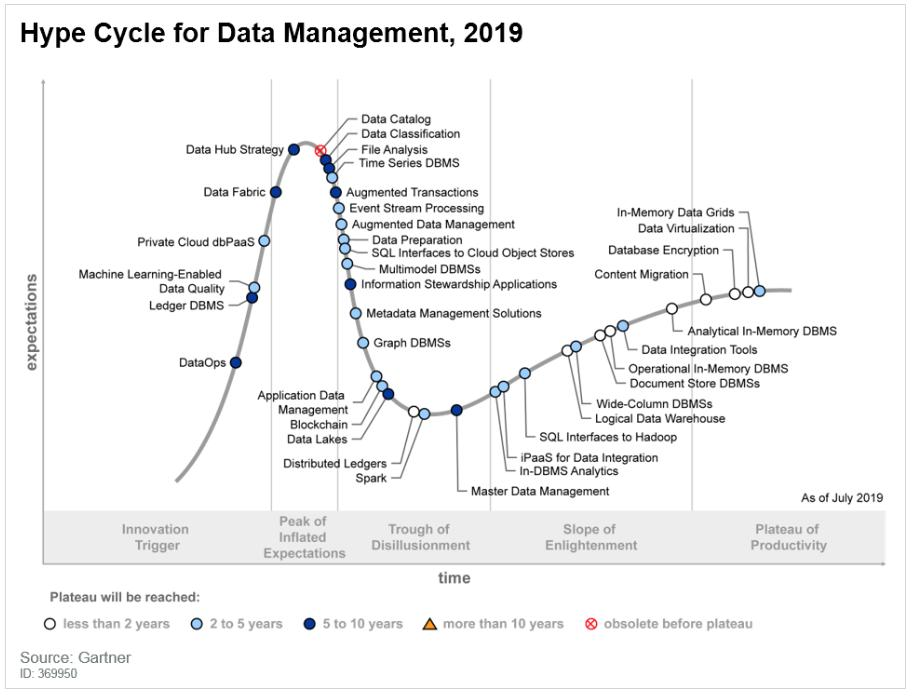 Hype Cycle for Data Management, 2019
expectations
Data Hub Strategy
Data Fabric
Private Cloud dbPaaS
Machine Learning-Enabled
Data Quality
Ledger DBMS
DataOps
Data Catalog
Data Classification
File Analysis
Time Series DBMS
Augmented Transactions
Event Stream Processing
Augmented Data Management
Data Preparation
SQL Interfaces to Cloud Object Stores
Multimodel DBMSs
Information Stewardship Applications
Metadata Management Solutions
Graph DBMSs
Application Data
Management
Blockchain
Data Lakes
Distributed Ledgers
Spark
Master Data Management
In-DBMS Analytics
iPaaS for Data Integration
SQL Interfaces to Hadoop
Logical Data Warehouse
Wide-Column DBMSs
Document Store DBMSs
Operational In-Memory DBMS
Data Integration Tools
Analytical In-Memory DBMS
Content Migration
Database Encryption
Data Virtualization
In-Memory Data Grids
As of July 2019
Innovation
Trigger
Peak of
Inflated
Expectations
Trough of
Disillusionment
Slope of
Enlightenment
Plateau of
Productivity
time
Plateau will be reached:
less than 2 years
2 to 5 years
5 to 10 years
more than 10 years
obsolete before plateau
Source: Gartner
ID: 369950